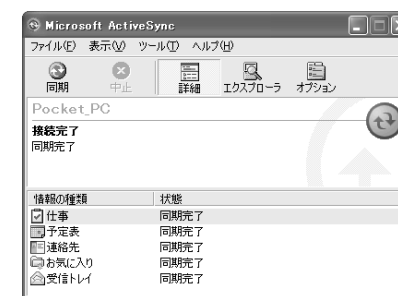 Microsoft ActiveSync
ファイル(F) 表示(V) ツール(T) ヘルプ(H)
同期 中止 詳細 エクスプローラ オプション
Pocket_PC
接続完了
同期完了
情報の種類 状態
仕事 同期完了
予定表 同期完了
連絡先 同期完了
お気に入り 同期完了
受信トレイ 同期完了